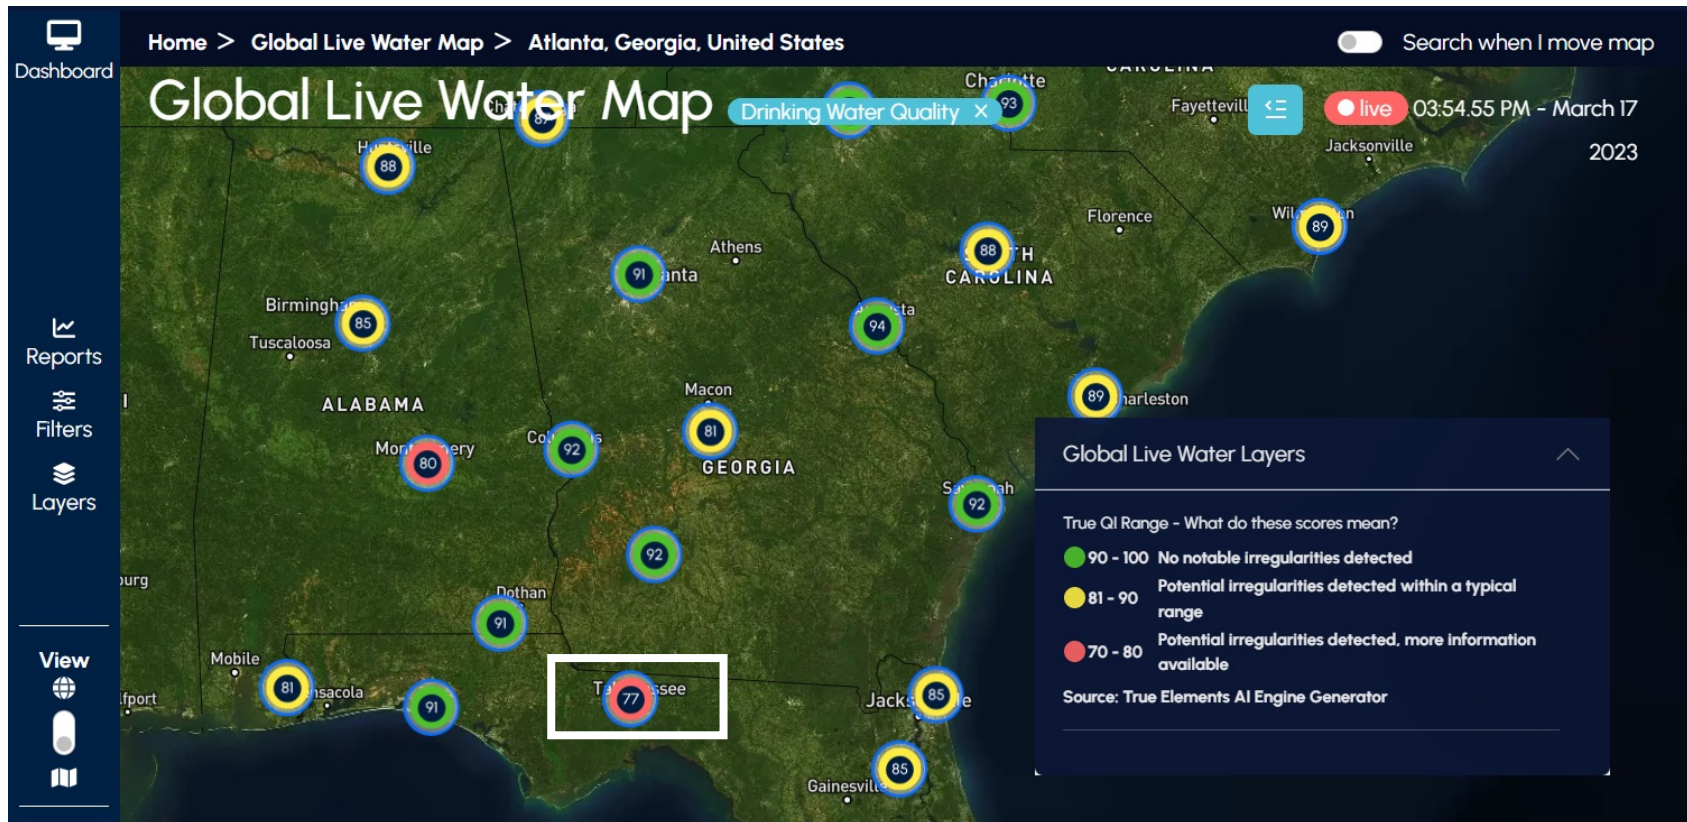 Dashboard
Home > Global Live Water Map > Atlanta, Georgia, United States
Search when I move map
Global Live Water Map
Drinking Water Quality ×
live 03:54.55 PM - March 17
2023
93
Jacksonville
88
Florence
89
88
TH
CAROLINA
Athens
91
Birmingha
85
94
Tuscaloosa
Macon
89
ALABAMA
81
GEORGIA
80
92
92
92
Dothan
91
Mobile
81
91
77
85
85
Reports
Filters
Layers
View
Global Live Water Layers
True QI Range - What do these scores mean?
90 - 100 No notable irregularities detected
81 - 90 Potential irregularities detected within a typical
range
70 - 80 Potential irregularities detected, more information
available
Source: True Elements AI Engine Generator